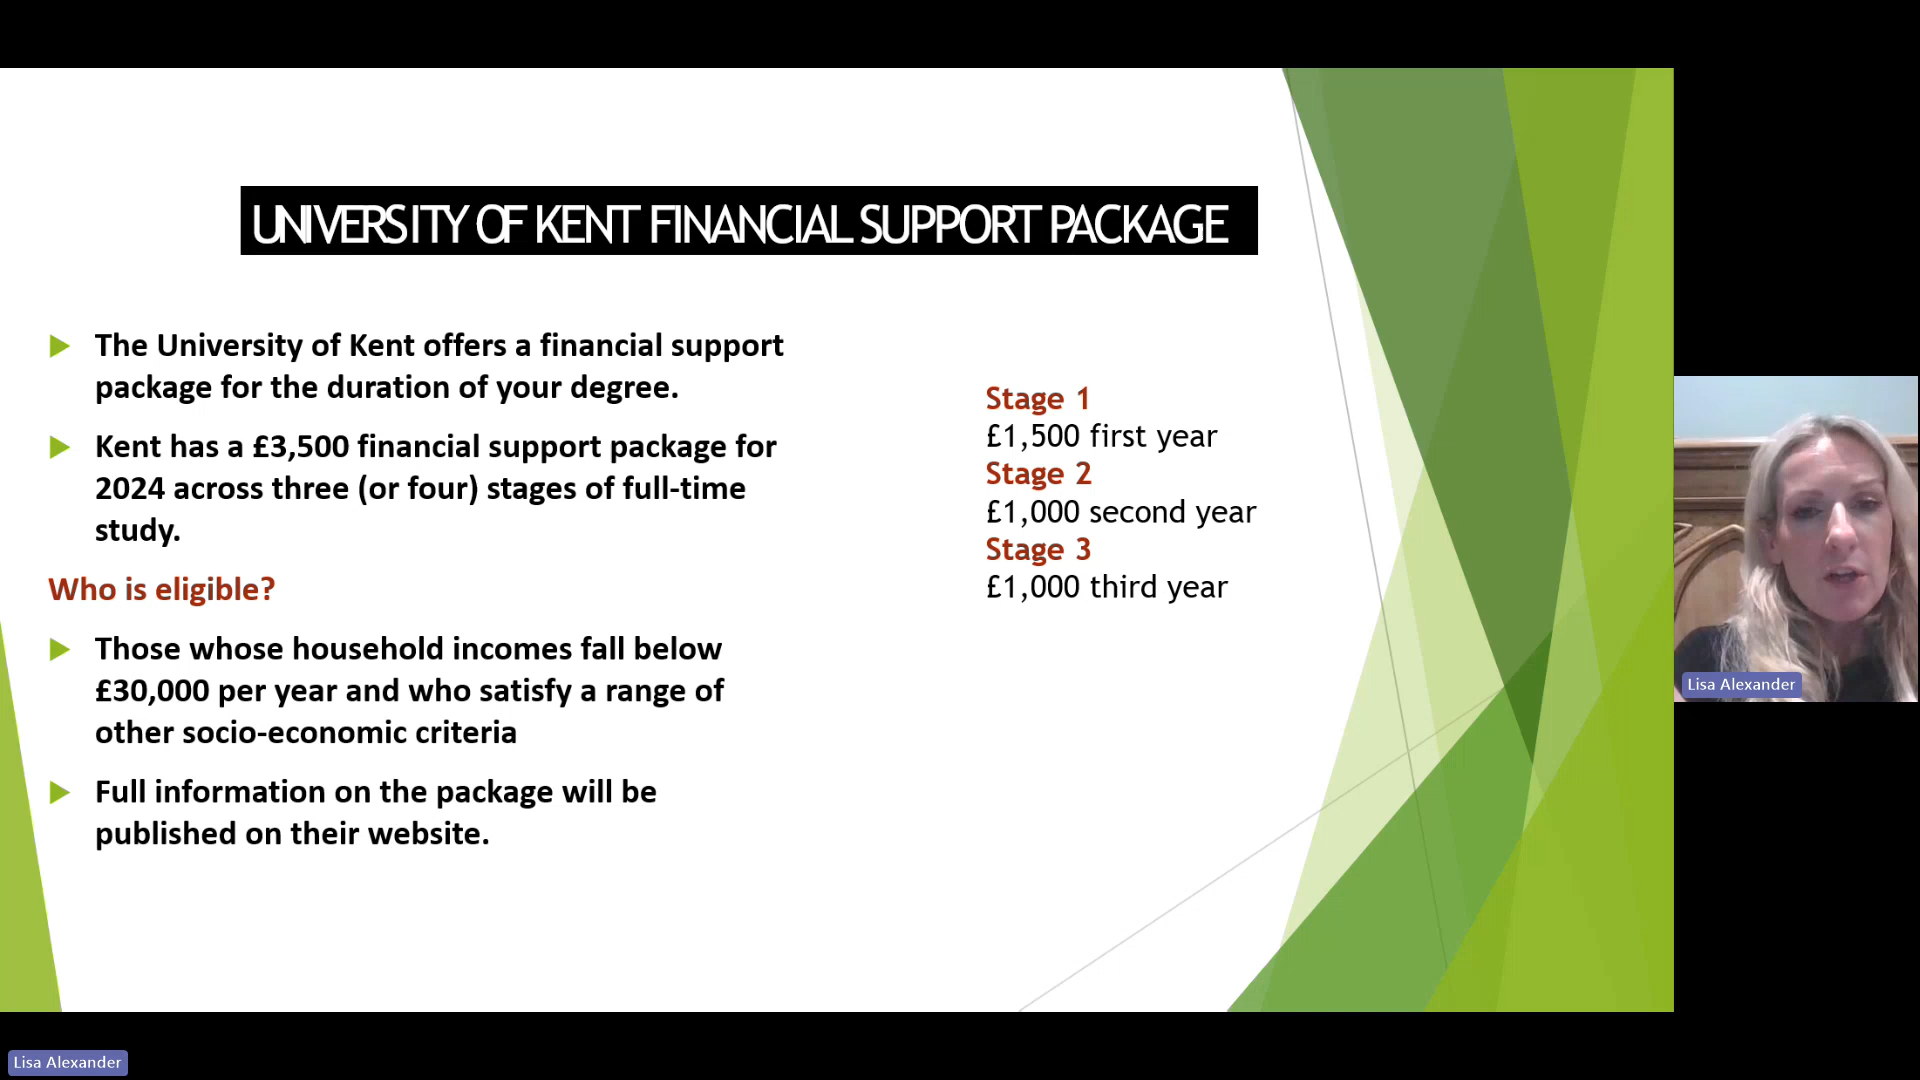 UNIVERSITY OF KENT FINANCIAL SUPPORT PACKAGE
The University of Kent offers a financial support
package for the duration of your degree.
Kent has a £3,500 financial support package for
2024 across three (or four) stages of full-time
study.
Who is eligible?
Those whose household incomes fall below
£30,000 per year and who satisfy a range of
other socio-economic criteria
Full information on the package will be
published on their website.
Stage 1
£1,500 first year
Stage 2
£1,000 second year
Stage 3
£1,000 third year
Lisa Alexander
Lisa Alexander